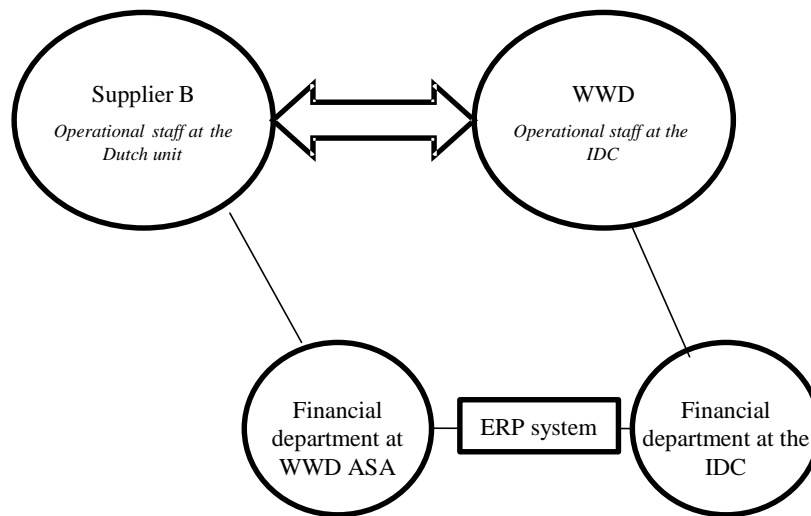 Supplier B
Operational staff at the
Dutch unit
WWD
Operational staff at the
IDC
Financial
department at
WWD ASA
ERP system
Financial
department at the
IDC